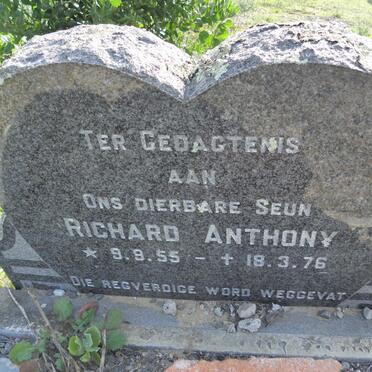 TER GEDAGTENIS
AAN
ONS DIERBARE SEUN
RICHARD ANTHONY
* 9.9.55 - † 18.3.76
DIE REGVERDIGE WORD WEGGEVAT